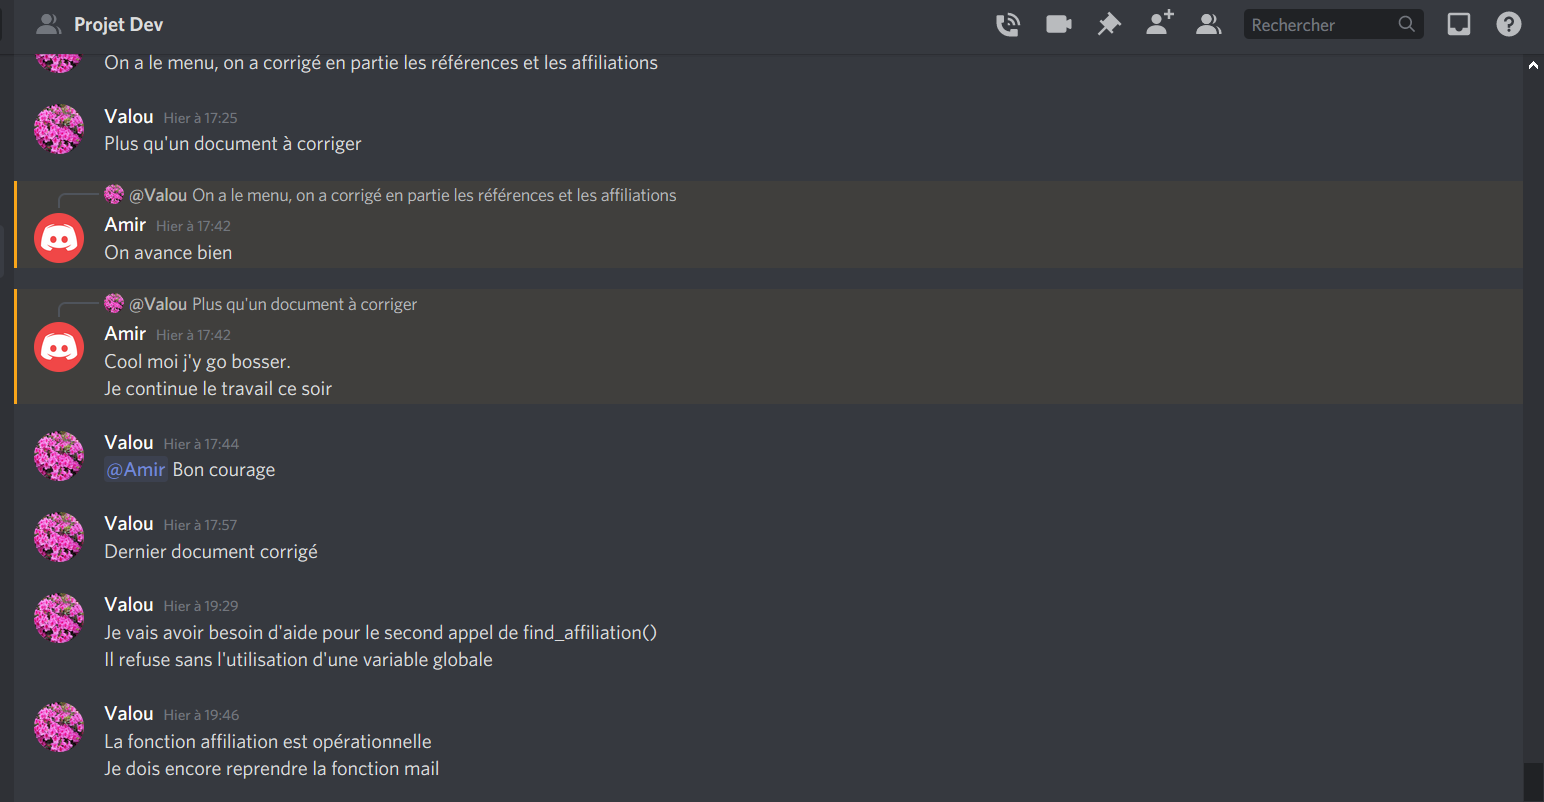 Projet Dev
Rechercher
On a le menu, on a corrigé en partie les références et les affiliations
Valou Hier à 17:25
Plus qu'un document à corriger
@Valou On a le menu, on a corrigé en partie les références et les affiliations
Amir Hier à 17:42
On avance bien
@Valou Plus qu'un document à corriger
Amir Hier à 17:42
Cool moi j'y go bosser.
Je continue le travail ce soir
Valou Hier à 17:44
@Amir Bon courage
Valou Hier à 17:57
Dernier document corrigé
Valou Hier à 19:29
Je vais avoir besoin d'aide pour le second appel de find_affiliation()
Il refuse sans l'utilisation d'une variable globale
Valou Hier à 19:46
La fonction affiliation est opérationnelle
Je dois encore reprendre la fonction mail